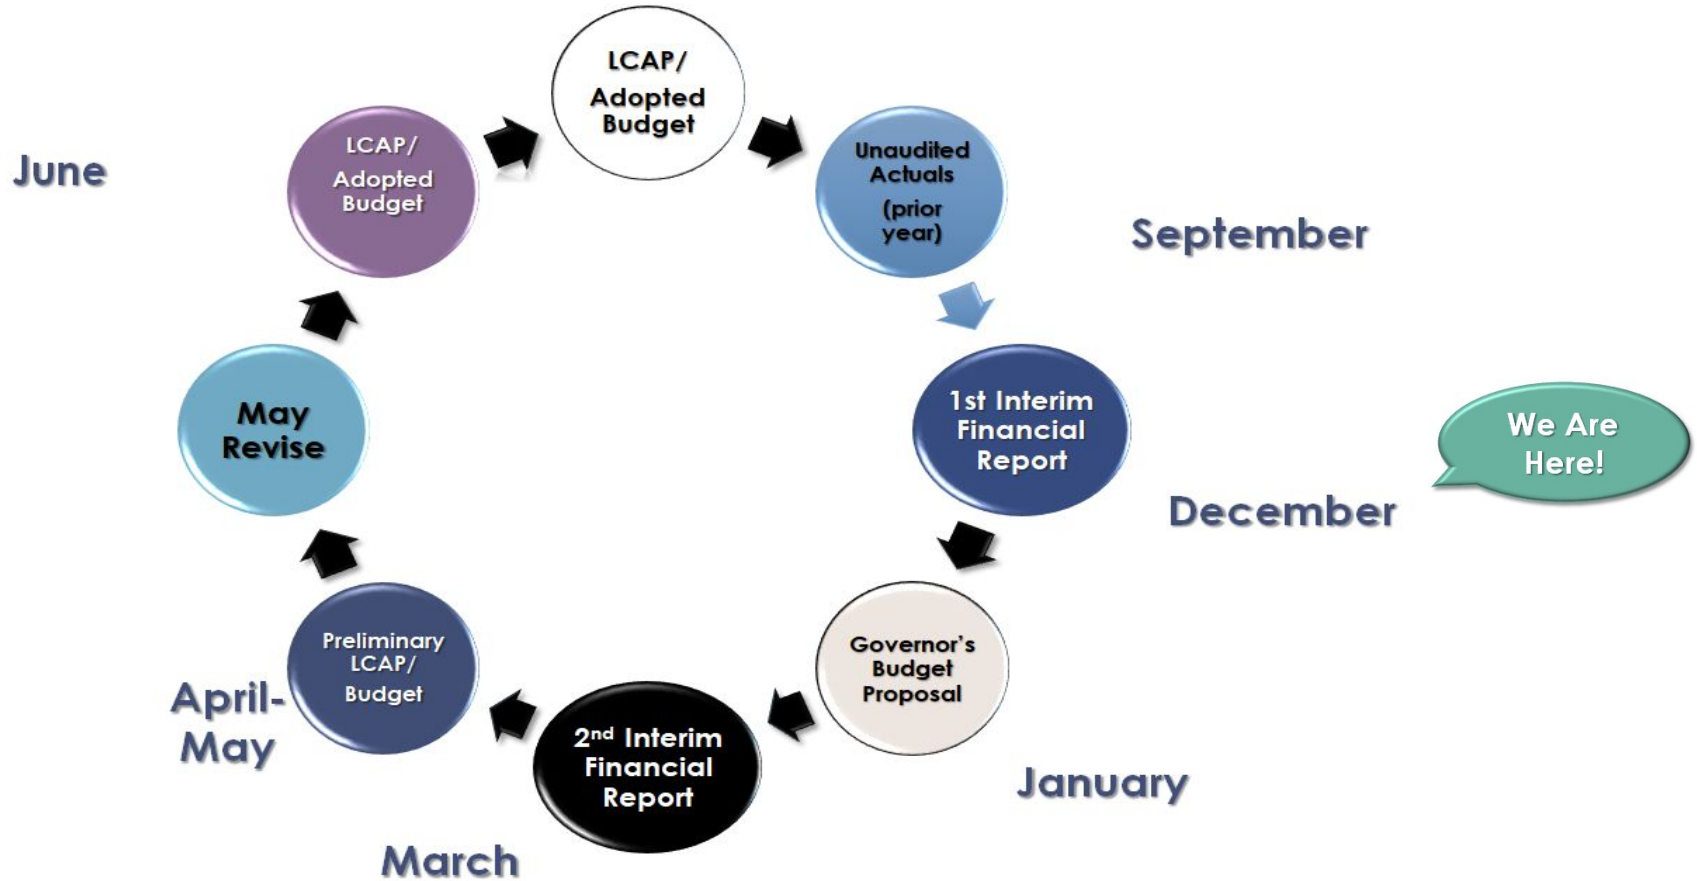 LCAP/
Adopted
Budget
Unaudited
Actuals
(prior
year)
September
1st Interim
Financial
Report
December
We Are
Here!
Governor's
Budget
Proposal
January
2nd Interim
Financial
Report
March
Preliminary
LCAP/
Budget
April-
May
May
Revise
LCAP/
Adopted
Budget
June